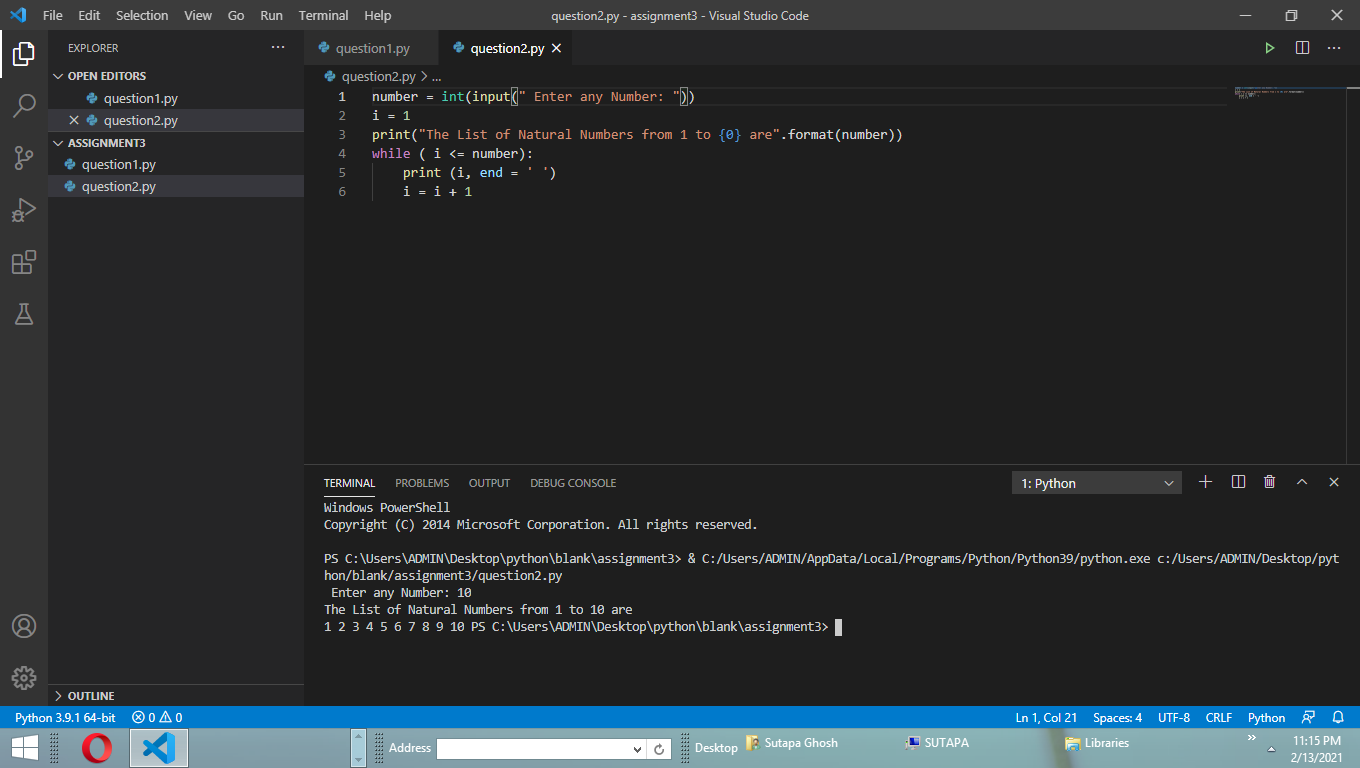 File Edit Selection View Go Run Terminal Help question2.py - assignment3 - Visual Studio Code
EXPLORER
OPEN EDITORS
question1.py
question2.py
ASSIGNMENT3
question1.py
question2.py
OUTLINE
question1.py question2.py
question2.py > ...
1 number = int(input(" Enter any Number: "))
2 i = 1
3 print("The List of Natural Numbers from 1 to {0} are".format(number))
4 while ( i <= number):
5 print (i, end = ' ')
6 i = i + 1
TERMINAL PROBLEMS OUTPUT DEBUG CONSOLE 1: Python
Windows PowerShell
Copyright (C) 2014 Microsoft Corporation. All rights reserved.
PS C:\Users\ADMIN\Desktop\python\blank\assignment3> & C:/Users/ADMIN/AppData/Local/Programs/Python/Python39/python.exe c:/Users/ADMIN/Desktop/pyt
hon/blank/assignment3/question2.py
Enter any Number: 10
The List of Natural Numbers from 1 to 10 are
1 2 3 4 5 6 7 8 9 10 PS C:\Users\ADMIN\Desktop\python\blank\assignment3>
Python 3.9.1 64-bit 0 0 Ln 1, Col 21 Spaces: 4 UTF-8 CRLF Python
Address Desktop Sutapa Ghosh SUTAPA Libraries 11:15 PM
2/13/2021